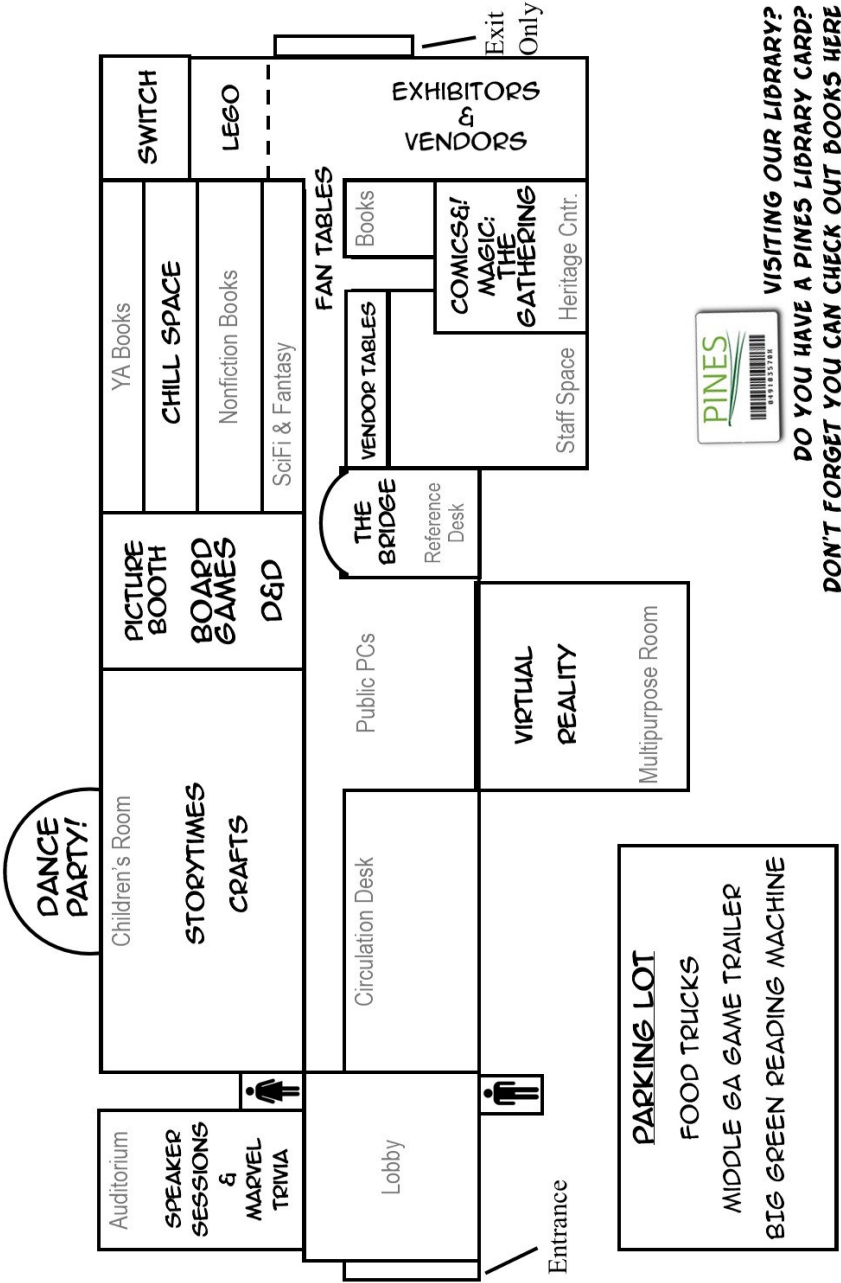 DANCE
PARTY!
Auditorium
SPEAKER
SESSIONS
&
MARVEL
TRIVIA
Children's Room
STORYTIMES
CRAFTS
PICTURE
BOOTH
BOARD
GAMES
D&D
YA Books
CHILL SPACE
Nonfiction Books
SciFi & Fantasy
SWITCH
LEGO
Lobby
Circulation Desk
Public PCs
THE
BRIDGE
Reference
Desk
VENDOR TABLES
FAN TABLES
Books
EXHIBITORS
&
VENDORS
Exit
Only
Entrance
VIRTUAL
REALITY
Multipurpose Room
Staff Space
COMICS&!
MAGIC:
THE
GATHERING
Heritage Cntr.
PARKING LOT
FOOD TRUCKS
MIDDLE GA GAME TRAILER
BIG GREEN READING MACHINE
PINES
VISITING OUR LIBRARY?
DO YOU HAVE A PINES LIBRARY CARD?
DON'T FORGET YOU CAN CHECK OUT BOOKS HERE